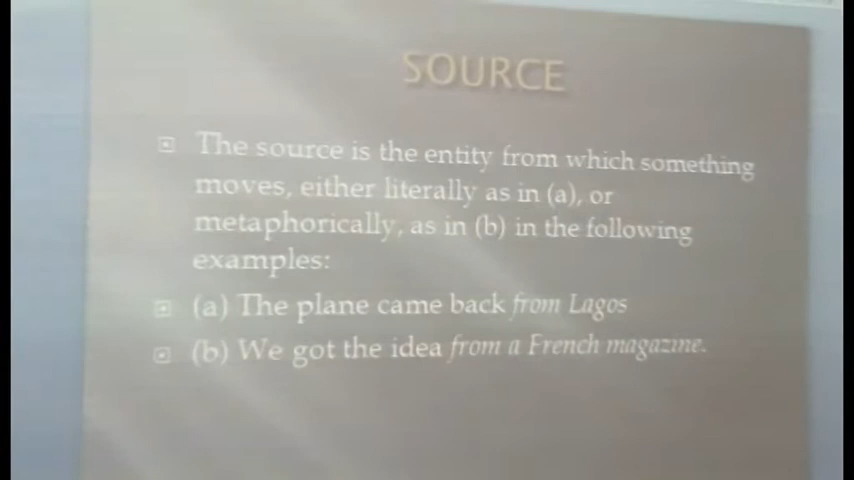 SOURCE
The source is the entity from which something
moves, either literally as in (a), or
metaphorically, as in (b) in the following
examples:
(a) The plane came back from Lagos
(b) We got the idea from a French magazine.